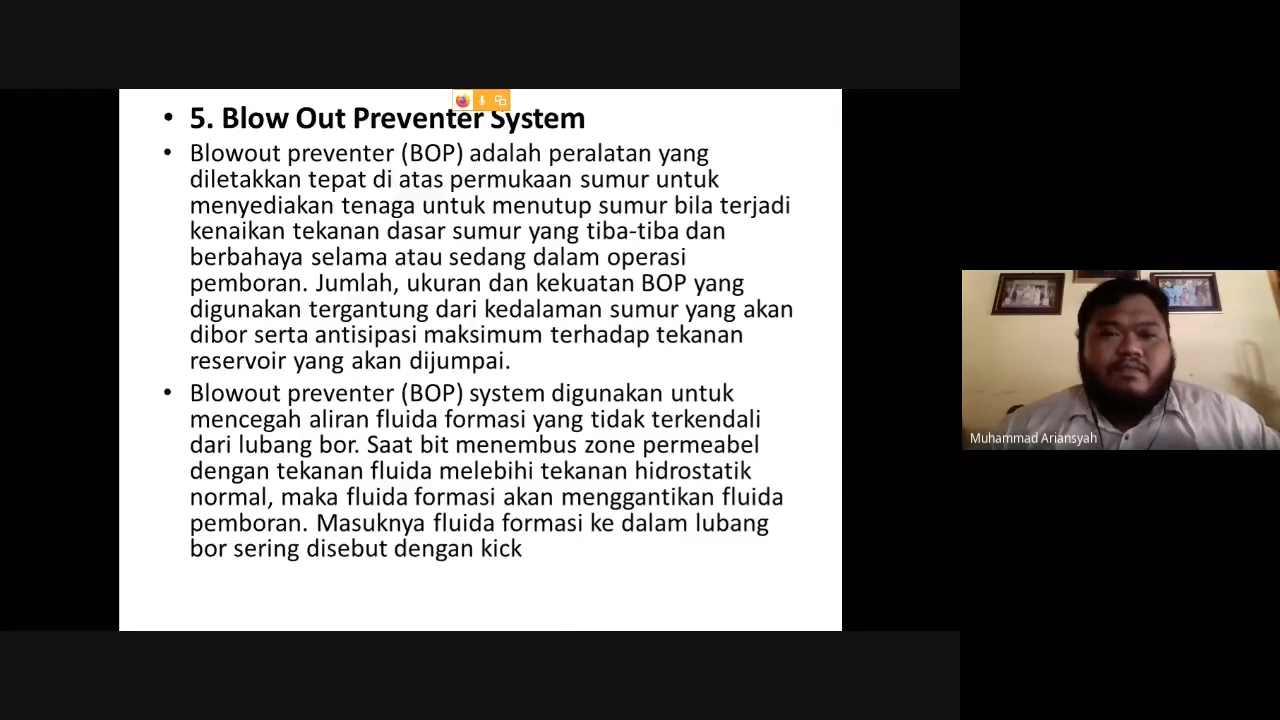 • 5. Blow Out Preventer System
• Blowout preventer (BOP) adalah peralatan yang
diletakkan tepat di atas permukaan sumur untuk
menyediakan tenaga untuk menutup sumur bila terjadi
kenaikan tekanan dasar sumur yang tiba-tiba dan
berbahaya selama atau sedang dalam operasi
pemboran. Jumlah, ukuran dan kekuatan BOP yang
digunakan tergantung dari kedalaman sumur yang akan
dibor serta antisipasi maksimum terhadap tekanan
reservoir yang akan dijumpai.
• Blowout preventer (BOP) system digunakan untuk
mencegah aliran fluida formasi yang tidak terkendali
dari lubang bor. Saat bit menembus zone permeabel
dengan tekanan fluida melebihi tekanan hidrostatik
normal, maka fluida formasi akan menggantikan fluida
pemboran. Masuknya fluida formasi ke dalam lubang
bor sering disebut dengan kick
Muhammad Ariansyah